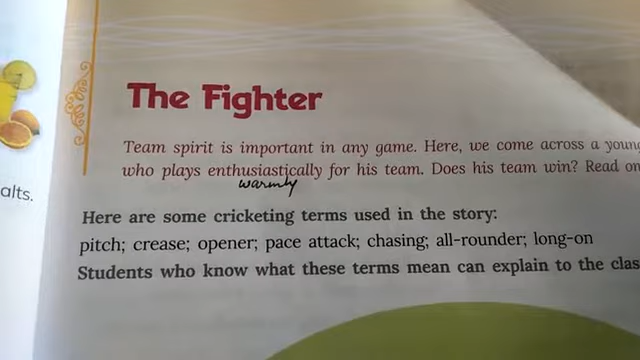 The Fighter
Team spirit is important in any game. Here, we come across a young
who plays enthusiastically for his team. Does his team win? Read on
warmly
alts.
Here are some cricketing terms used in the story:
pitch; crease; opener; pace attack; chasing; all-rounder; long-on
Students who know what these terms mean can explain to the clas